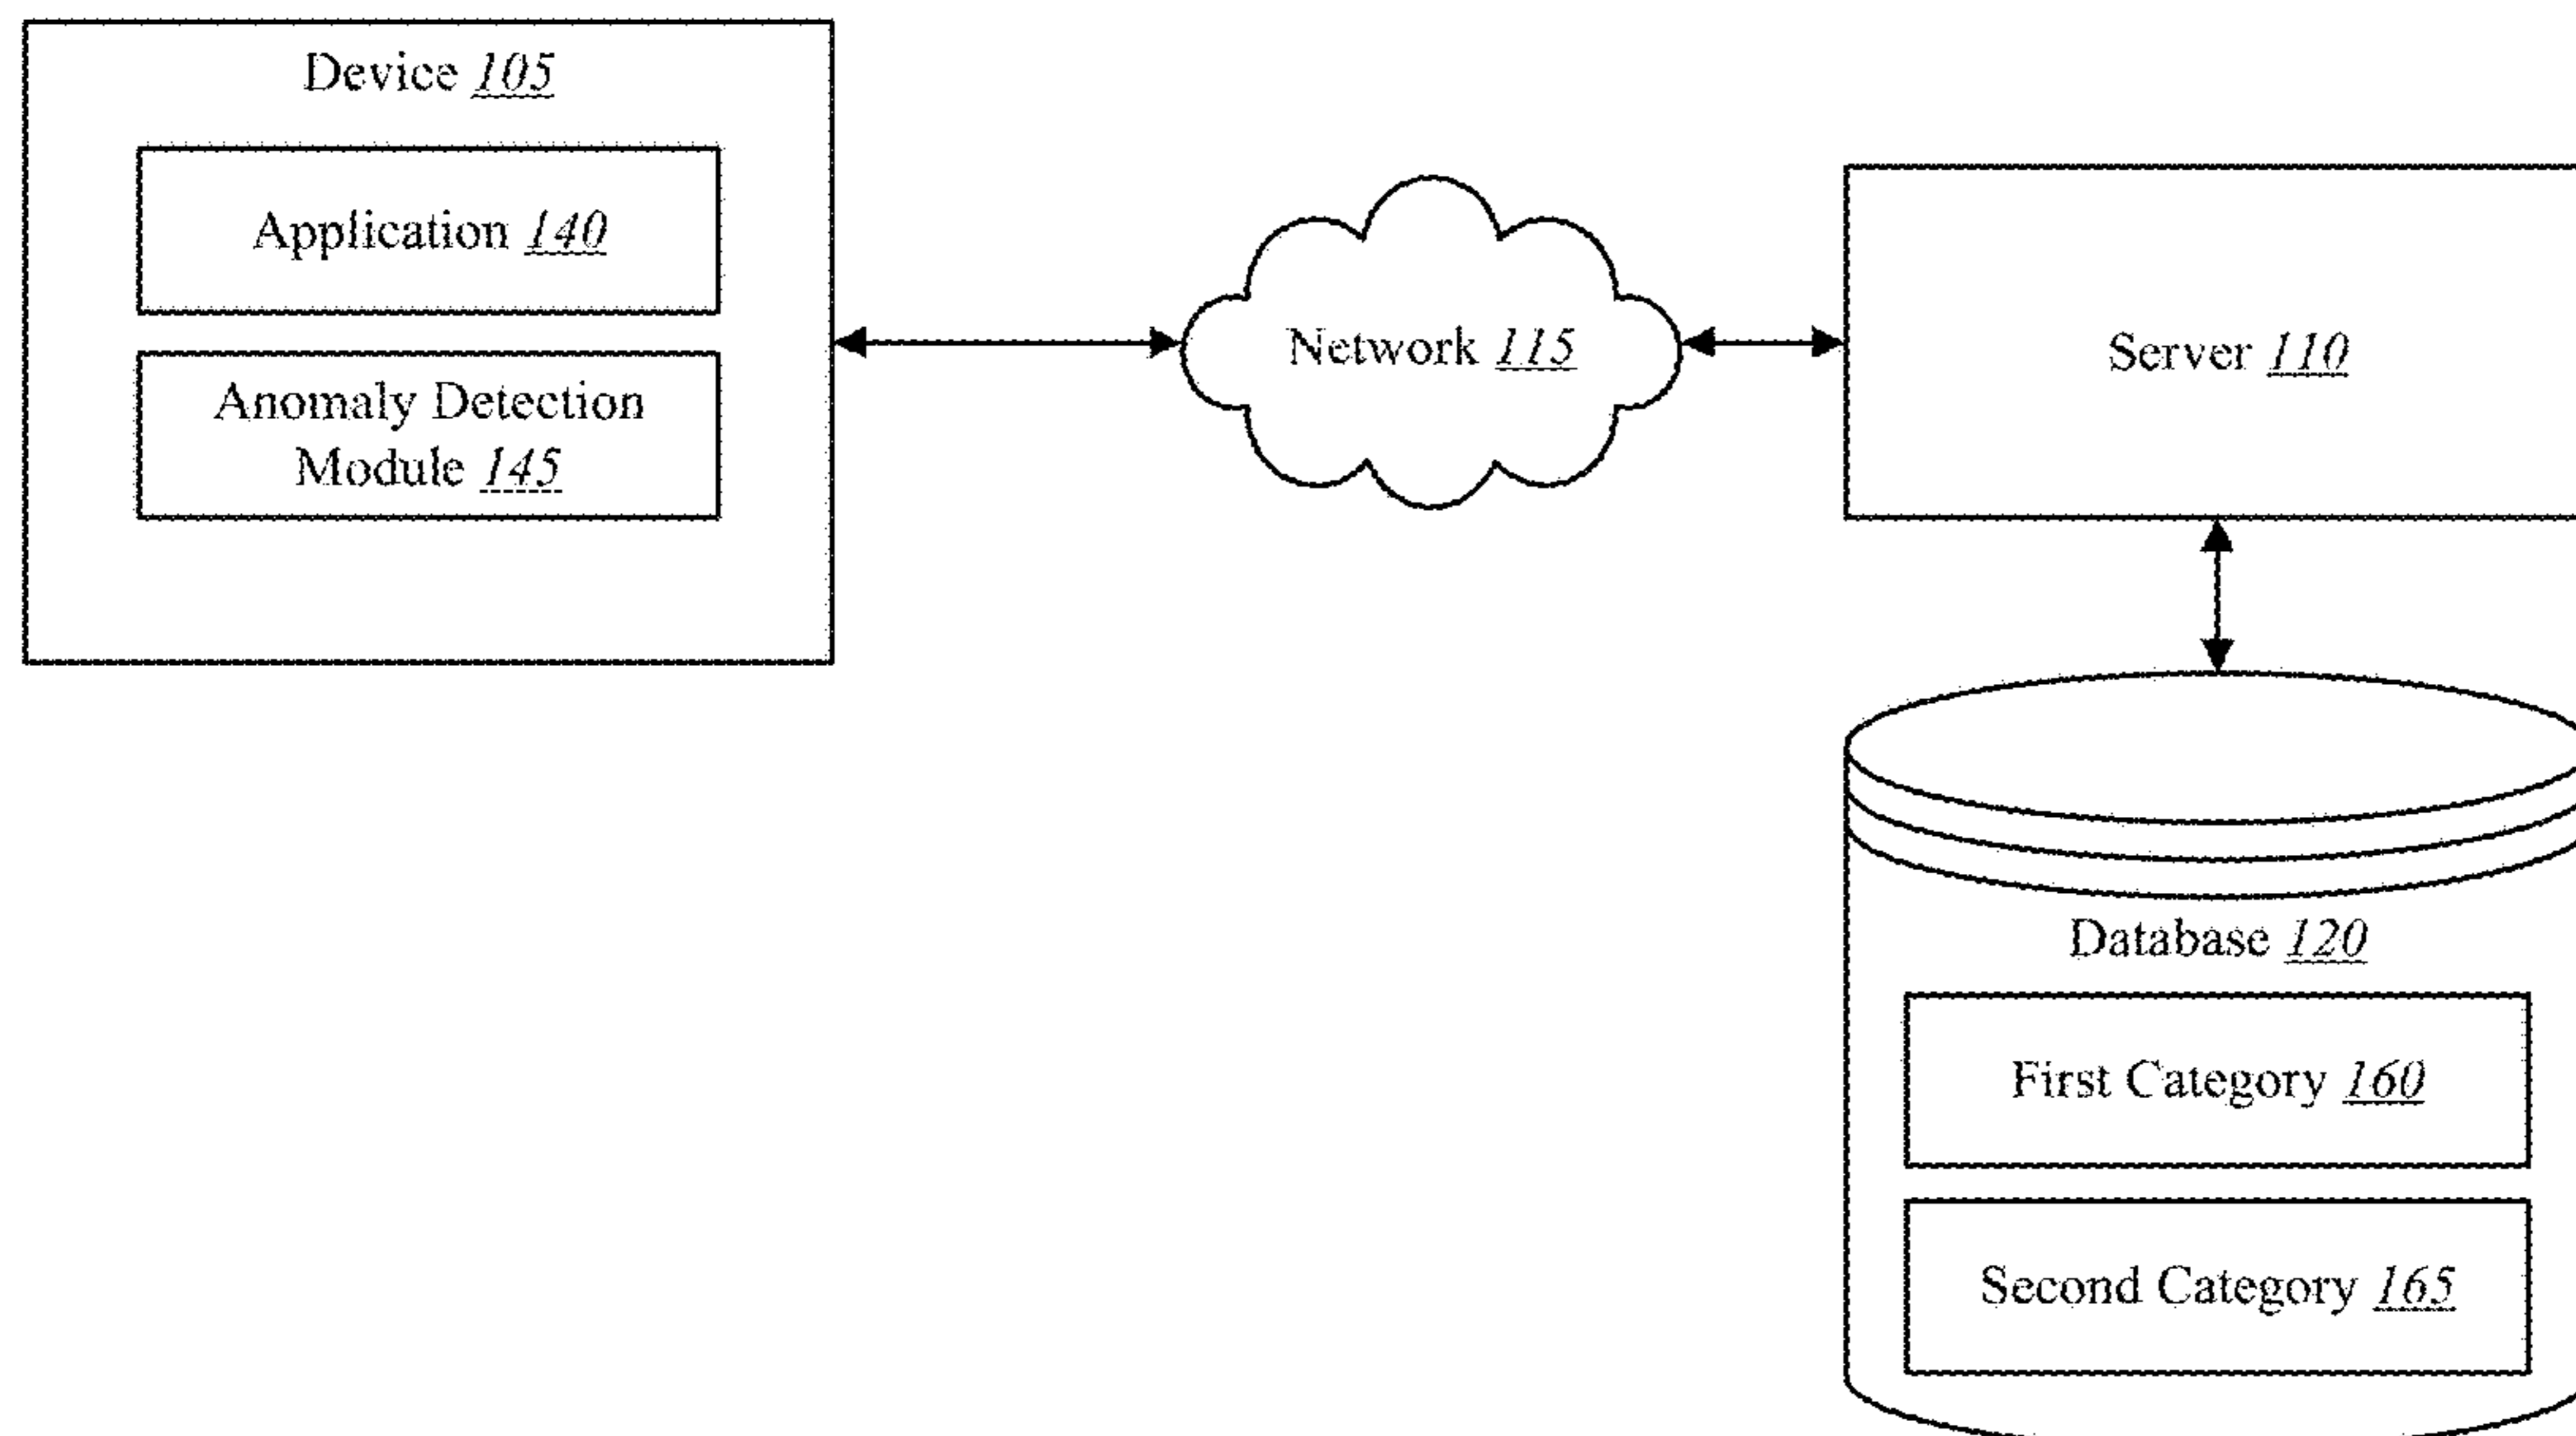 Device 105
Application 140
Anomaly Detection
Module 145
Network 115
Server 110
Database 120
First Category 160
Second Category 165